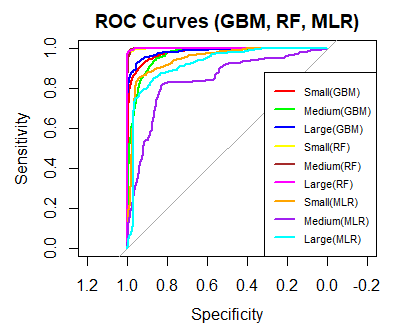 ROC Curves (GBM, RF, MLR)
Sensitivity
1.0
0.8
0.6
0.4
0.2
0.0
Small(GBM)
Medium(GBM)
Large(GBM)
Small(RF)
Medium(RF)
Large(RF)
Small(MLR)
Medium(MLR)
Large(MLR)
1.2 1.0 0.8 0.6 0.4 0.2 0.0 -0.2
Specificity